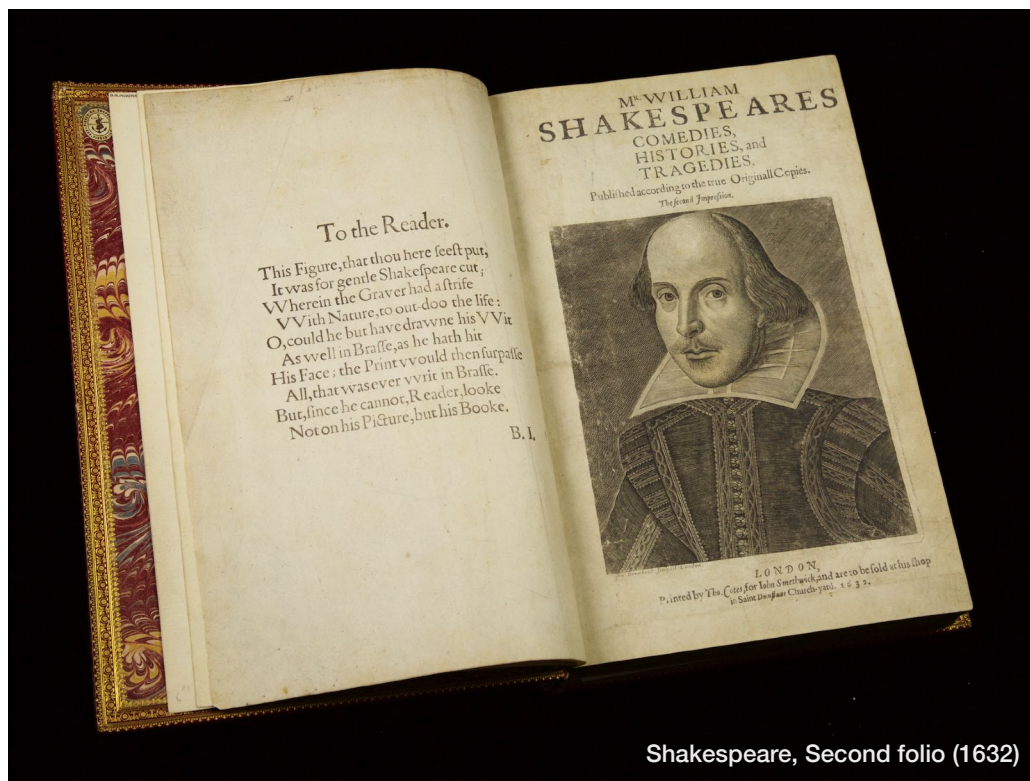 To the Reader.
This Figure, that thou here ſeeſt put,
It was for gentle Shakeſpeare cut;
VVherein the Graver had a ſtrife
VVith Nature, to out-doo the life:
O, could he but have drawne his VVit
As well in Braſſe, as he hath hit
His Face; the Print vvould then ſurpaſſe
All, that was ever vvrit in Braſſe.
But, ſince he cannot, Reader, looke
Not on his Picture, but his Booke.
B. I.
Mr. WILLIAM
SHAKESPEARES
COMEDIES,
HISTORIES, and
TRAGEDIES.
Publiſhed according to the true Originall Copies.
The ſecond Impreſſion.
LONDON,
Printed by Tho. Cotes, for Iohn Smethwick, and are to be ſold at his ſhop
in Saint Dunſtans Church-yard. 1632.
Shakespeare, Second folio (1632)